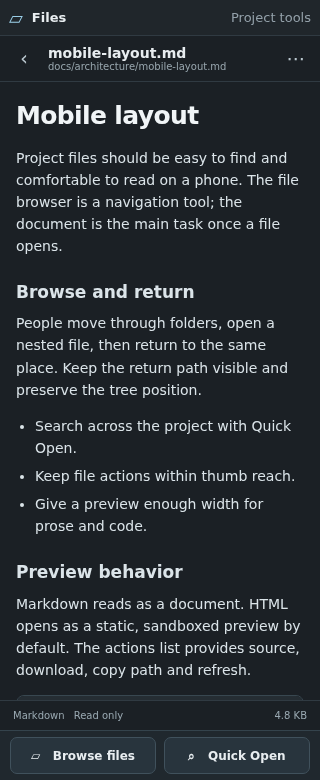 Files Project tools
mobile-layout.md
docs/architecture/mobile-layout.md
Mobile layout
Project files should be easy to find and
comfortable to read on a phone. The file
browser is a navigation tool; the
document is the main task once a file
opens.
Browse and return
People move through folders, open a
nested file, then return to the same
place. Keep the return path visible and
preserve the tree position.
• Search across the project with Quick
Open.
• Keep file actions within thumb reach.
• Give a preview enough width for
prose and code.
Preview behavior
Markdown reads as a document. HTML
opens as a static, sandboxed preview by
default. The actions list provides source,
download, copy path and refresh.
Markdown Read only 4.8 KB
Browse files Quick Open